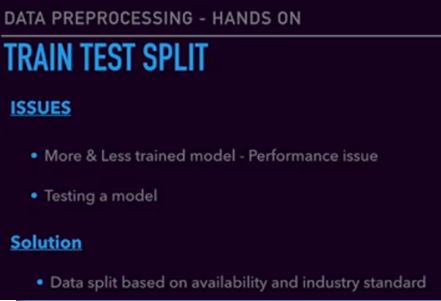 DATA PREPROCESSING - HANDS ON
TRAIN TEST SPLIT
ISSUES
• More & Less trained model - Performance issue
• Testing a model
Solution
• Data split based on availability and industry standard